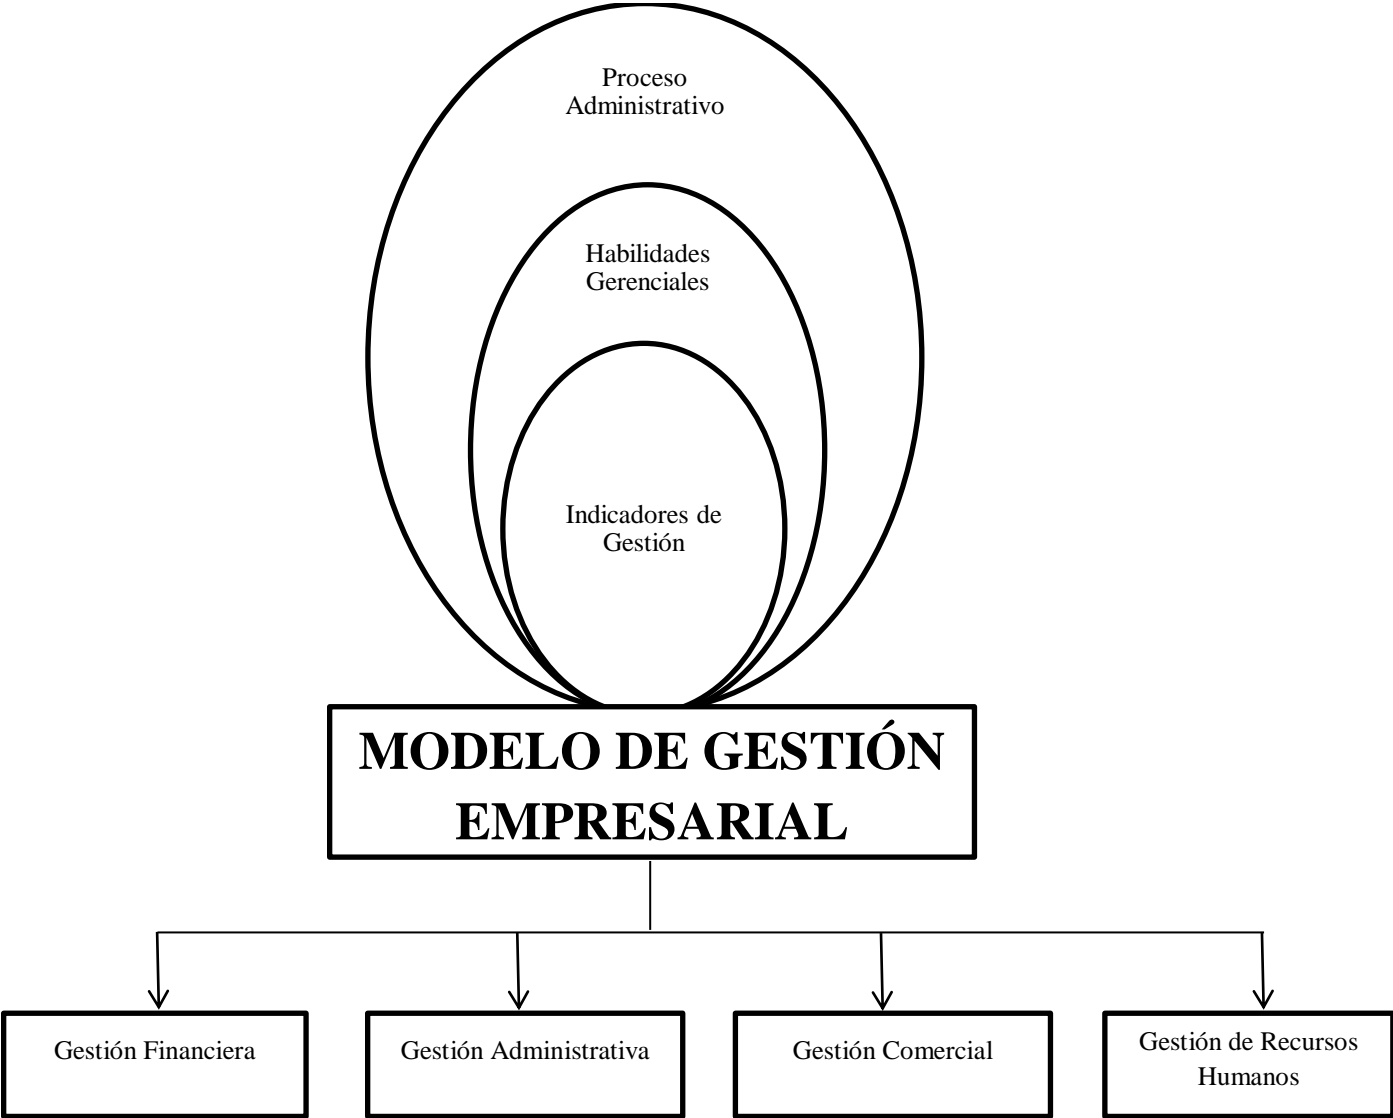 Proceso
Administrativo
Habilidades
Gerenciales
Indicadores de
Gestión
MODELO DE GESTIÓN
EMPRESARIAL
Gestión Financiera
Gestión Administrativa
Gestión Comercial
Gestión de Recursos
Humanos